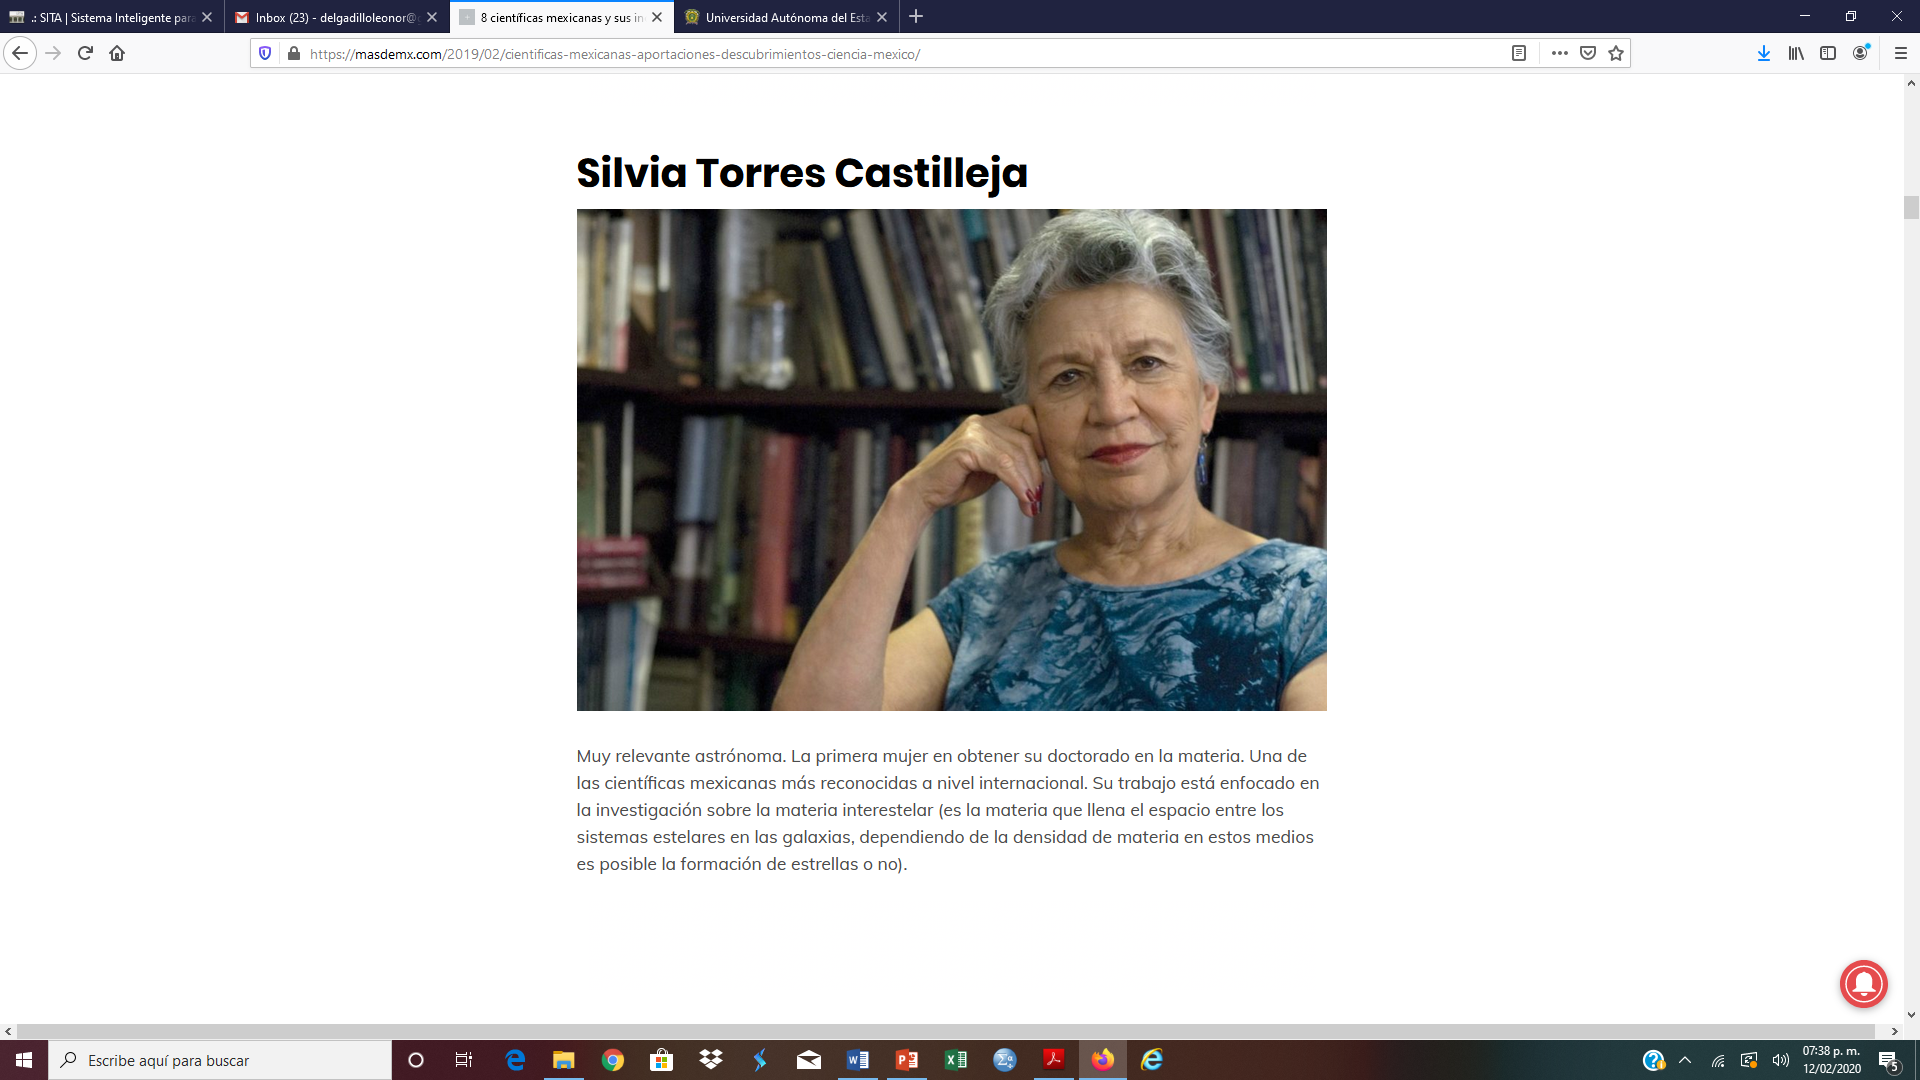 .: SITA | Sistema Inteligente para
Inbox (23) - delgadilloleonor@g
8 científicas mexicanas y sus in
Universidad Autónoma del Esta
https://masdemx.com/2019/02/cientificas-mexicanas-aportaciones-descubrimientos-ciencia-mexico/
Silvia Torres Castilleja
Muy relevante astrónoma. La primera mujer en obtener su doctorado en la materia. Una de
las científicas mexicanas más reconocidas a nivel internacional. Su trabajo está enfocado en
la investigación sobre la materia interestelar (es la materia que llena el espacio entre los
sistemas estelares en las galaxias, dependiendo de la densidad de materia en estos medios
es posible la formación de estrellas o no).
Escribe aquí para buscar
07:38 p. m.
12/02/2020
5